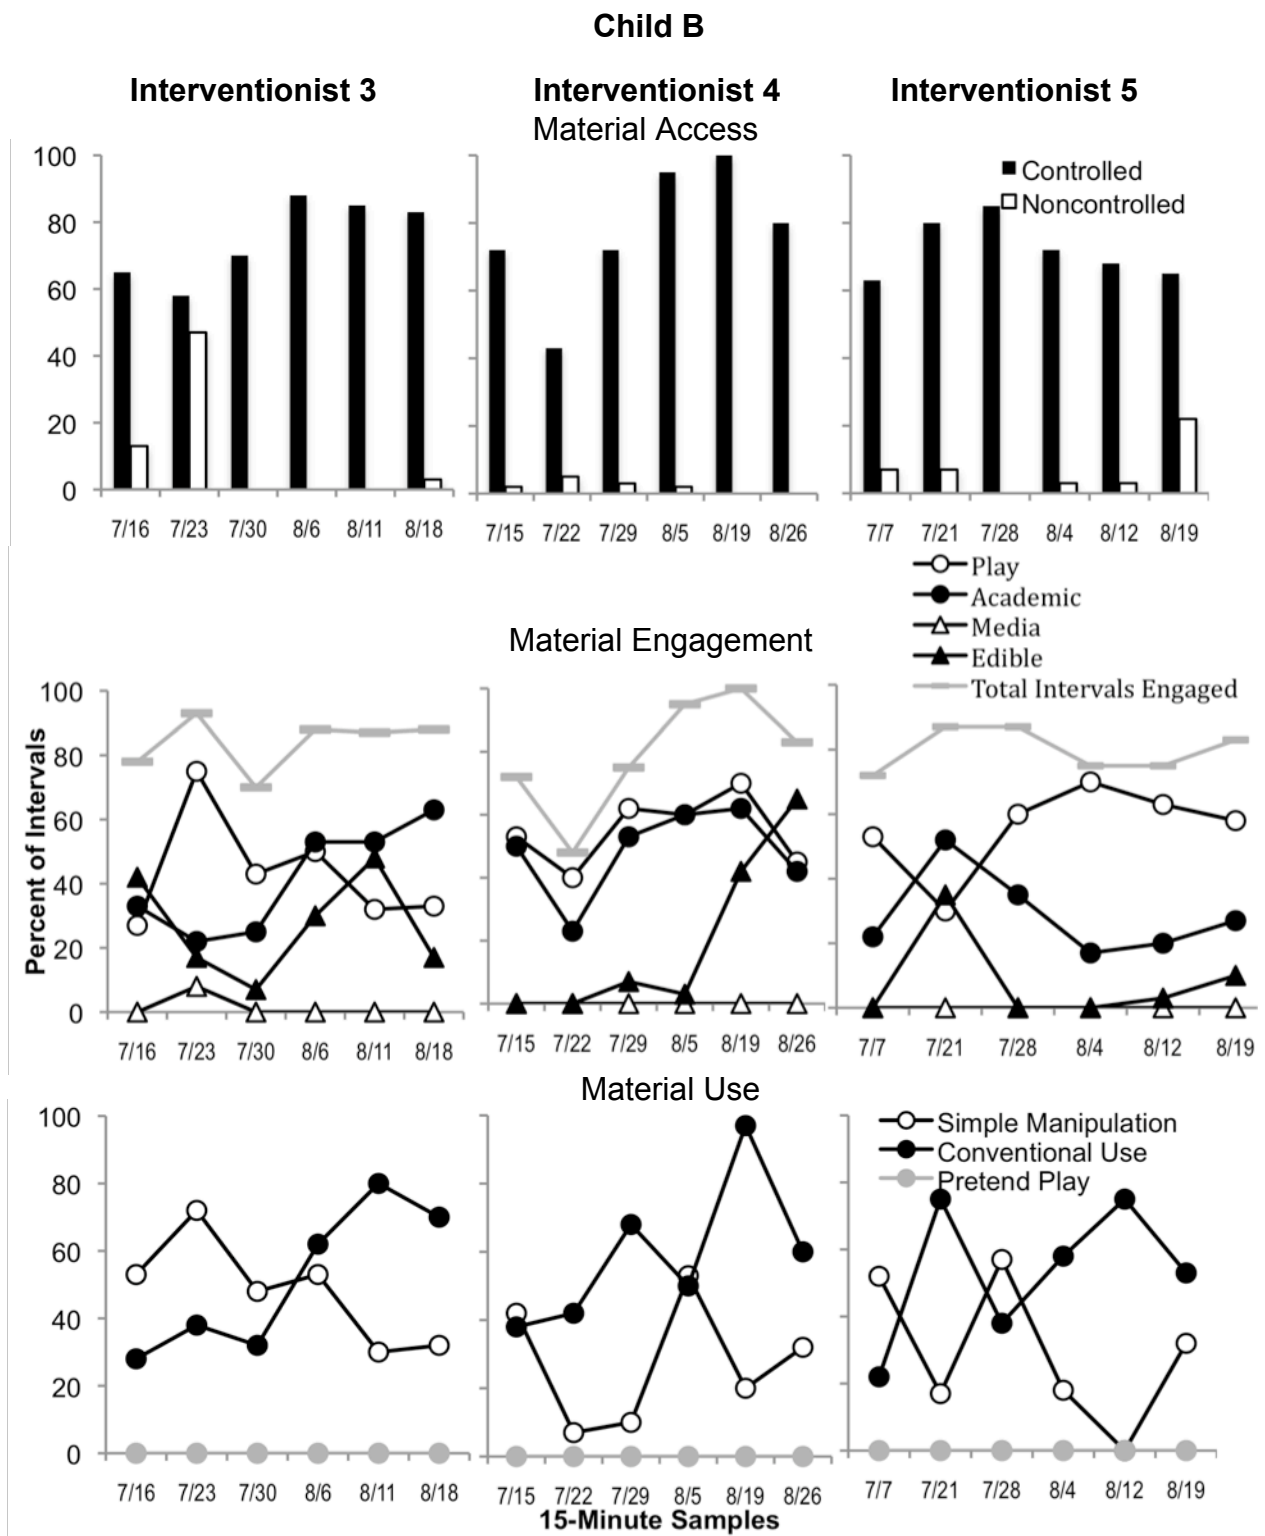 Child B
Interventionist 3 Interventionist 4 Interventionist 5
Material Access
100
80
60
40
20
0
Controlled
Noncontrolled
7/16 7/23 7/30 8/6 8/11 8/18
7/15 7/22 7/29 8/5 8/19 8/26
7/7 7/21 7/28 8/4 8/12 8/19
Play
Academic
Media
Edible
Total Intervals Engaged
Material Engagement
Percent of Intervals
100
80
60
40
20
0
7/16 7/23 7/30 8/6 8/11 8/18
7/15 7/22 7/29 8/5 8/19 8/26
7/7 7/21 7/28 8/4 8/12 8/19
Material Use
100
80
60
40
20
0
Simple Manipulation
Conventional Use
Pretend Play
7/16 7/23 7/30 8/6 8/11 8/18
7/15 7/22 7/29 8/5 8/19 8/26
7/7 7/21 7/28 8/4 8/12 8/19
15-Minute Samples